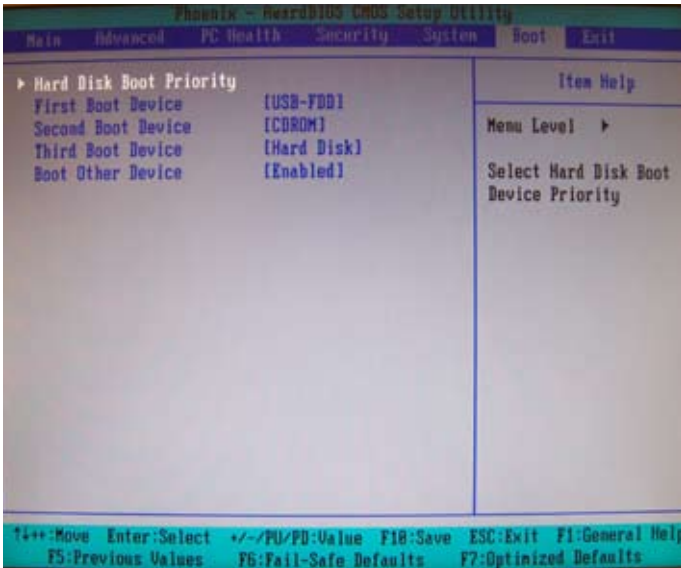 Phoenix - AwardBIOS CMOS Setup Utility
Main Advanced PC Health Security System Boot Exit
▶ Hard Disk Boot Priority
First Boot Device [USB-FDD]
Second Boot Device [CDROM]
Third Boot Device [Hard Disk]
Boot Other Device [Enabled]
Item Help
Menu Level ▶
Select Hard Disk Boot
Device Priority
↑↓→←:Move Enter:Select +/-/PU/PD:Value F10:Save ESC:Exit F1:General Help
F5:Previous Values F6:Fail-Safe Defaults F7:Optimized Defaults